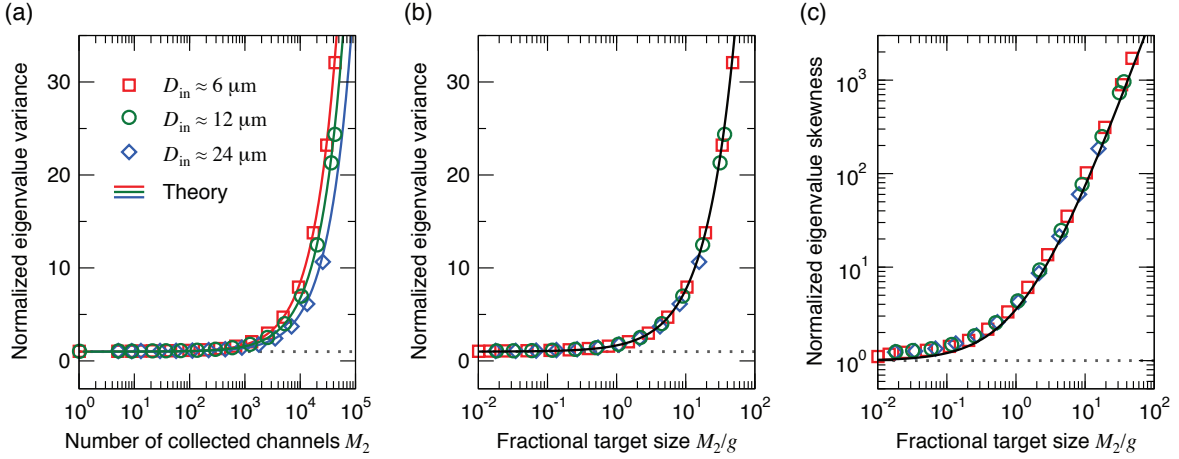 (a)
Normalized eigenvalue variance
30
20
10
0
D_in ≈ 6 μm
D_in ≈ 12 μm
D_in ≈ 24 μm
Theory
10^0 10^1 10^2 10^3 10^4 10^5
Number of collected channels M_2
(b)
Normalized eigenvalue variance
30
20
10
0
10^-2 10^-1 10^0 10^1 10^2
Fractional target size M_2/g
(c)
Normalized eigenvalue skewness
10^3
10^2
10^1
10^0
10^-2 10^-1 10^0 10^1 10^2
Fractional target size M_2/g